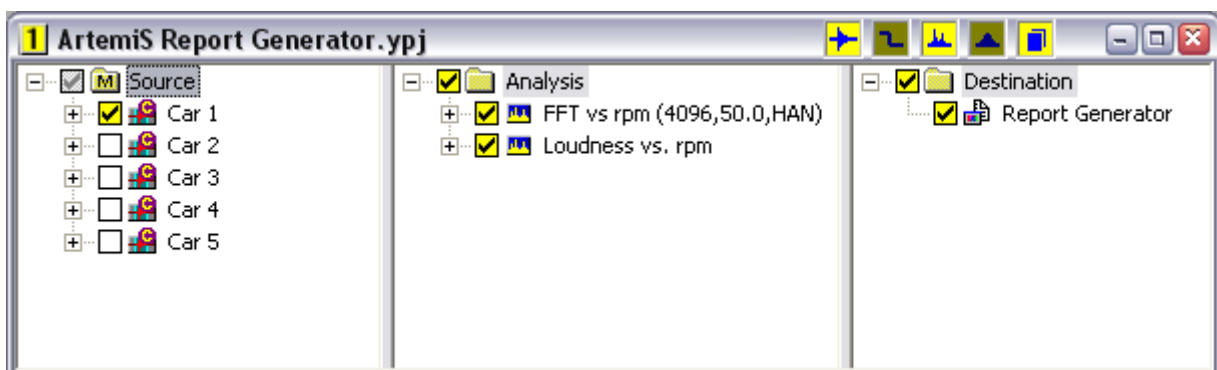 1 ArtemiS Report Generator.ypj
M Source
C Car 1
C Car 2
C Car 3
C Car 4
C Car 5
Analysis
FFT vs rpm (4096,50.0,HAN)
Loudness vs. rpm
Destination
Report Generator